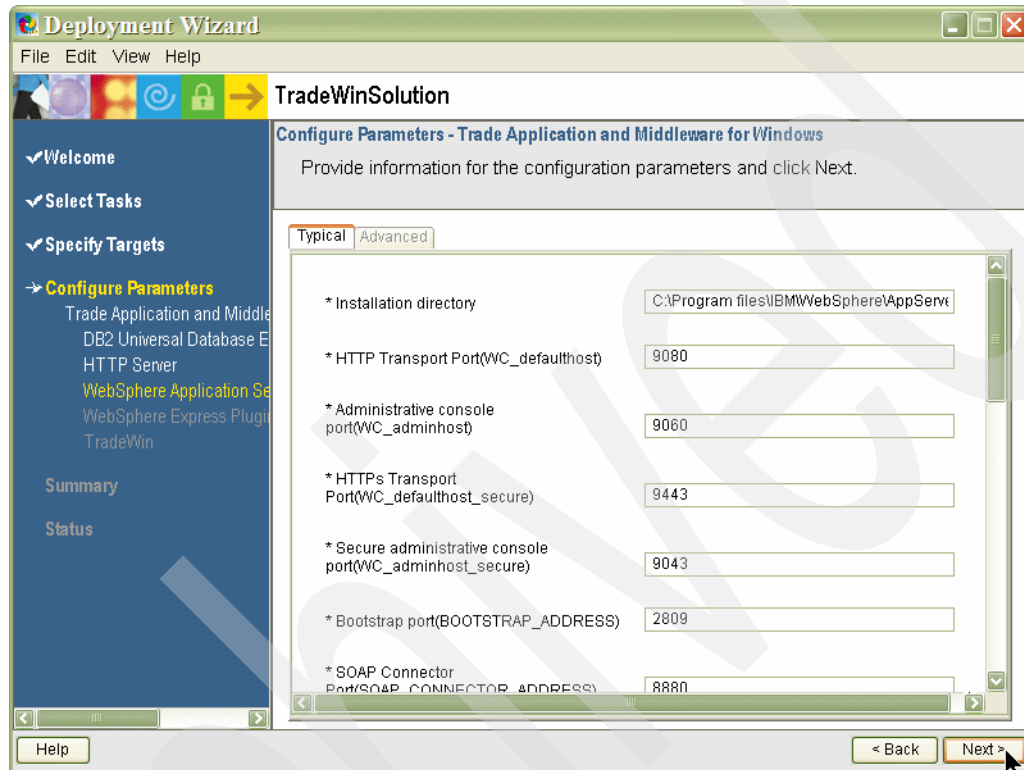 Deployment Wizard
File Edit View Help
TradeWinSolution
Configure Parameters - Trade Application and Middleware for Windows
Provide information for the configuration parameters and click Next.
Welcome
Select Tasks
Specify Targets
Configure Parameters
Trade Application and Middle
DB2 Universal Database E
HTTP Server
WebSphere Application Se
WebSphere Express Plugi
TradeWin
Summary
Status
Typical Advanced
* Installation directory C:\Program files\IBM\WebSphere\AppServe
* HTTP Transport Port(WC_defaulthost) 9080
* Administrative console
port(WC_adminhost) 9060
* HTTPs Transport
Port(WC_defaulthost_secure) 9443
* Secure administrative console
port(WC_adminhost_secure) 9043
* Bootstrap port(BOOTSTRAP_ADDRESS) 2809
* SOAP Connector
Port(SOAP_CONNECTOR_ADDRESS) 8880
Help < Back Next >